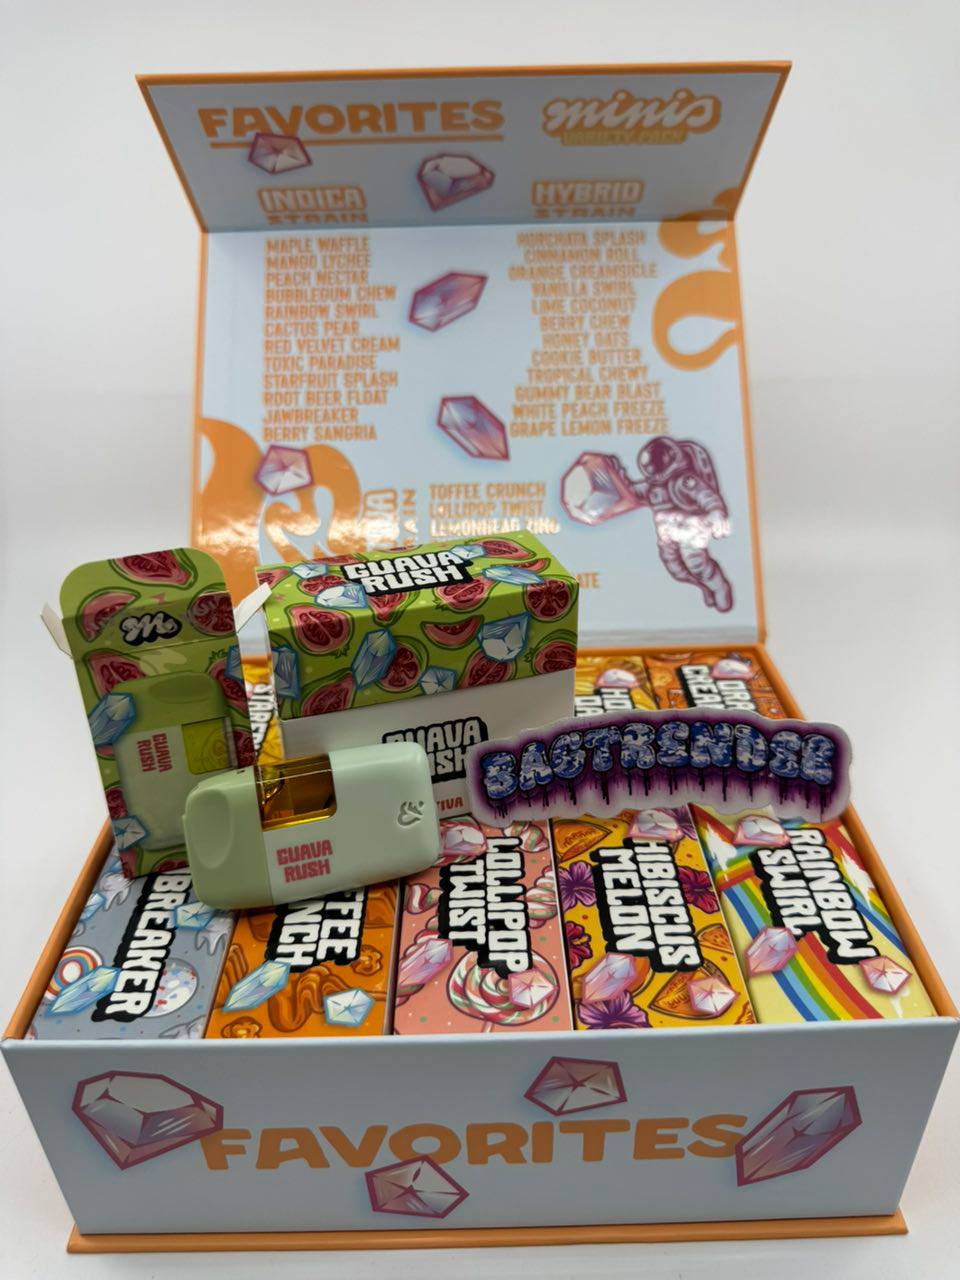 FAVORITES
minis
VARIETY PACK
INDICA
STRAIN
MAPLE WAFFLE
MANGO LYCHEE
PEACH NECTAR
BUBBLEGUM CHEW
RAINBOW SWIRL
CACTUS PEAR
RED VELVET CREAM
TOXIC PARADISE
STARFRUIT SPLASH
ROOT BEER FLOAT
JAWBREAKER
BERRY SANGRIA
HYBRID
STRAIN
HORCHATA SPLASH
CINNAMON ROLL
ORANGE CREAMSICLE
VANILLA SWIRL
LIME COCONUT
BERRY CHEW
HONEY OATS
COOKIE BUTTER
TROPICAL CHEWY
GUMMY BEAR BLAST
WHITE PEACH FREEZE
GRAPE LEMON FREEZE
TOFFEE CRUNCH
LOLLIPOP TWIST
LEMONHEAD ZING
GUAVA
RUSH
M
GUAVA
RUSH
GUAVA
RUSH
TIVA
GUAVA
RUSH
BAGTRENDER
BREAKER
FFEE
NCH
LOLLIPOP
TWIST
HIBISCUS
MELON
RAINBOW
SWIRL
FAVORITES